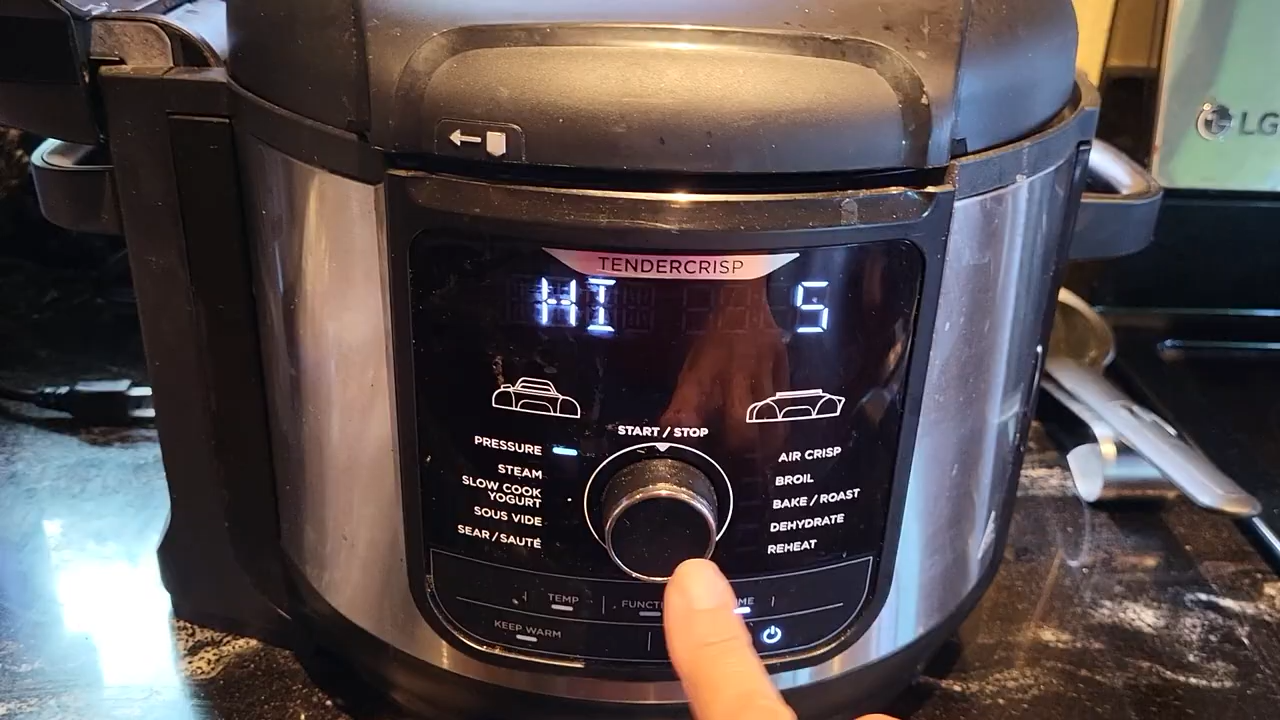 LG
TENDERCRISP
HI 5
START / STOP
PRESSURE
STEAM
SLOW COOK
YOGURT
SOUS VIDE
SEAR / SAUTÉ
AIR CRISP
BROIL
BAKE / ROAST
DEHYDRATE
REHEAT
TEMP
KEEP WARM